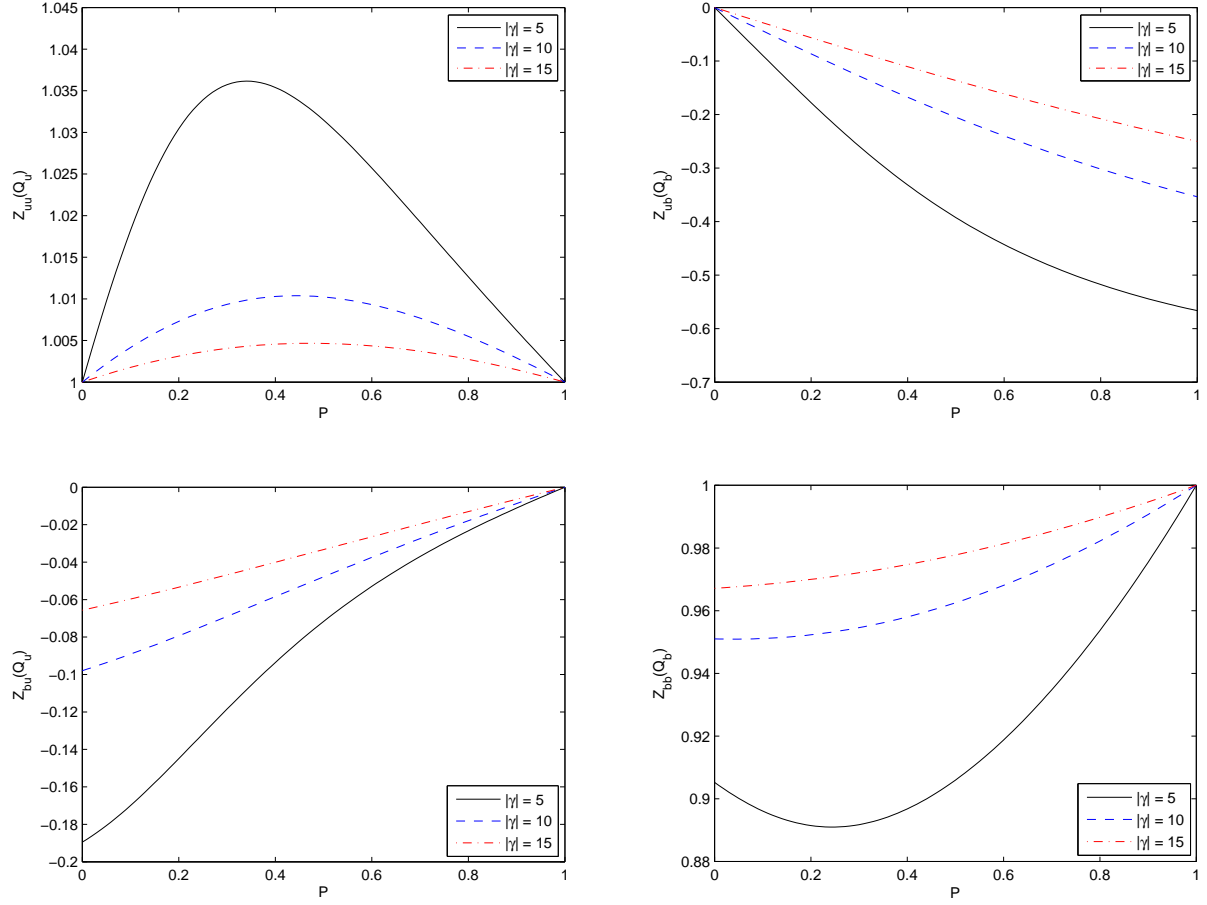 1.045
1.04
1.035
1.03
1.025
1.02
1.015
1.01
1.005
1
0 0.2 0.4 0.6 0.8 1
P
Z_uu(Q_u)
|γ| = 5
|γ| = 10
|γ| = 15
0
−0.1
−0.2
−0.3
−0.4
−0.5
−0.6
−0.7
0 0.2 0.4 0.6 0.8 1
P
Z_ub(Q_b)
|γ| = 5
|γ| = 10
|γ| = 15
0
−0.02
−0.04
−0.06
−0.08
−0.1
−0.12
−0.14
−0.16
−0.18
−0.2
0 0.2 0.4 0.6 0.8 1
P
Z_bu(Q_u)
|γ| = 5
|γ| = 10
|γ| = 15
1
0.98
0.96
0.94
0.92
0.9
0.88
0 0.2 0.4 0.6 0.8 1
P
Z_bb(Q_b)
|γ| = 5
|γ| = 10
|γ| = 15